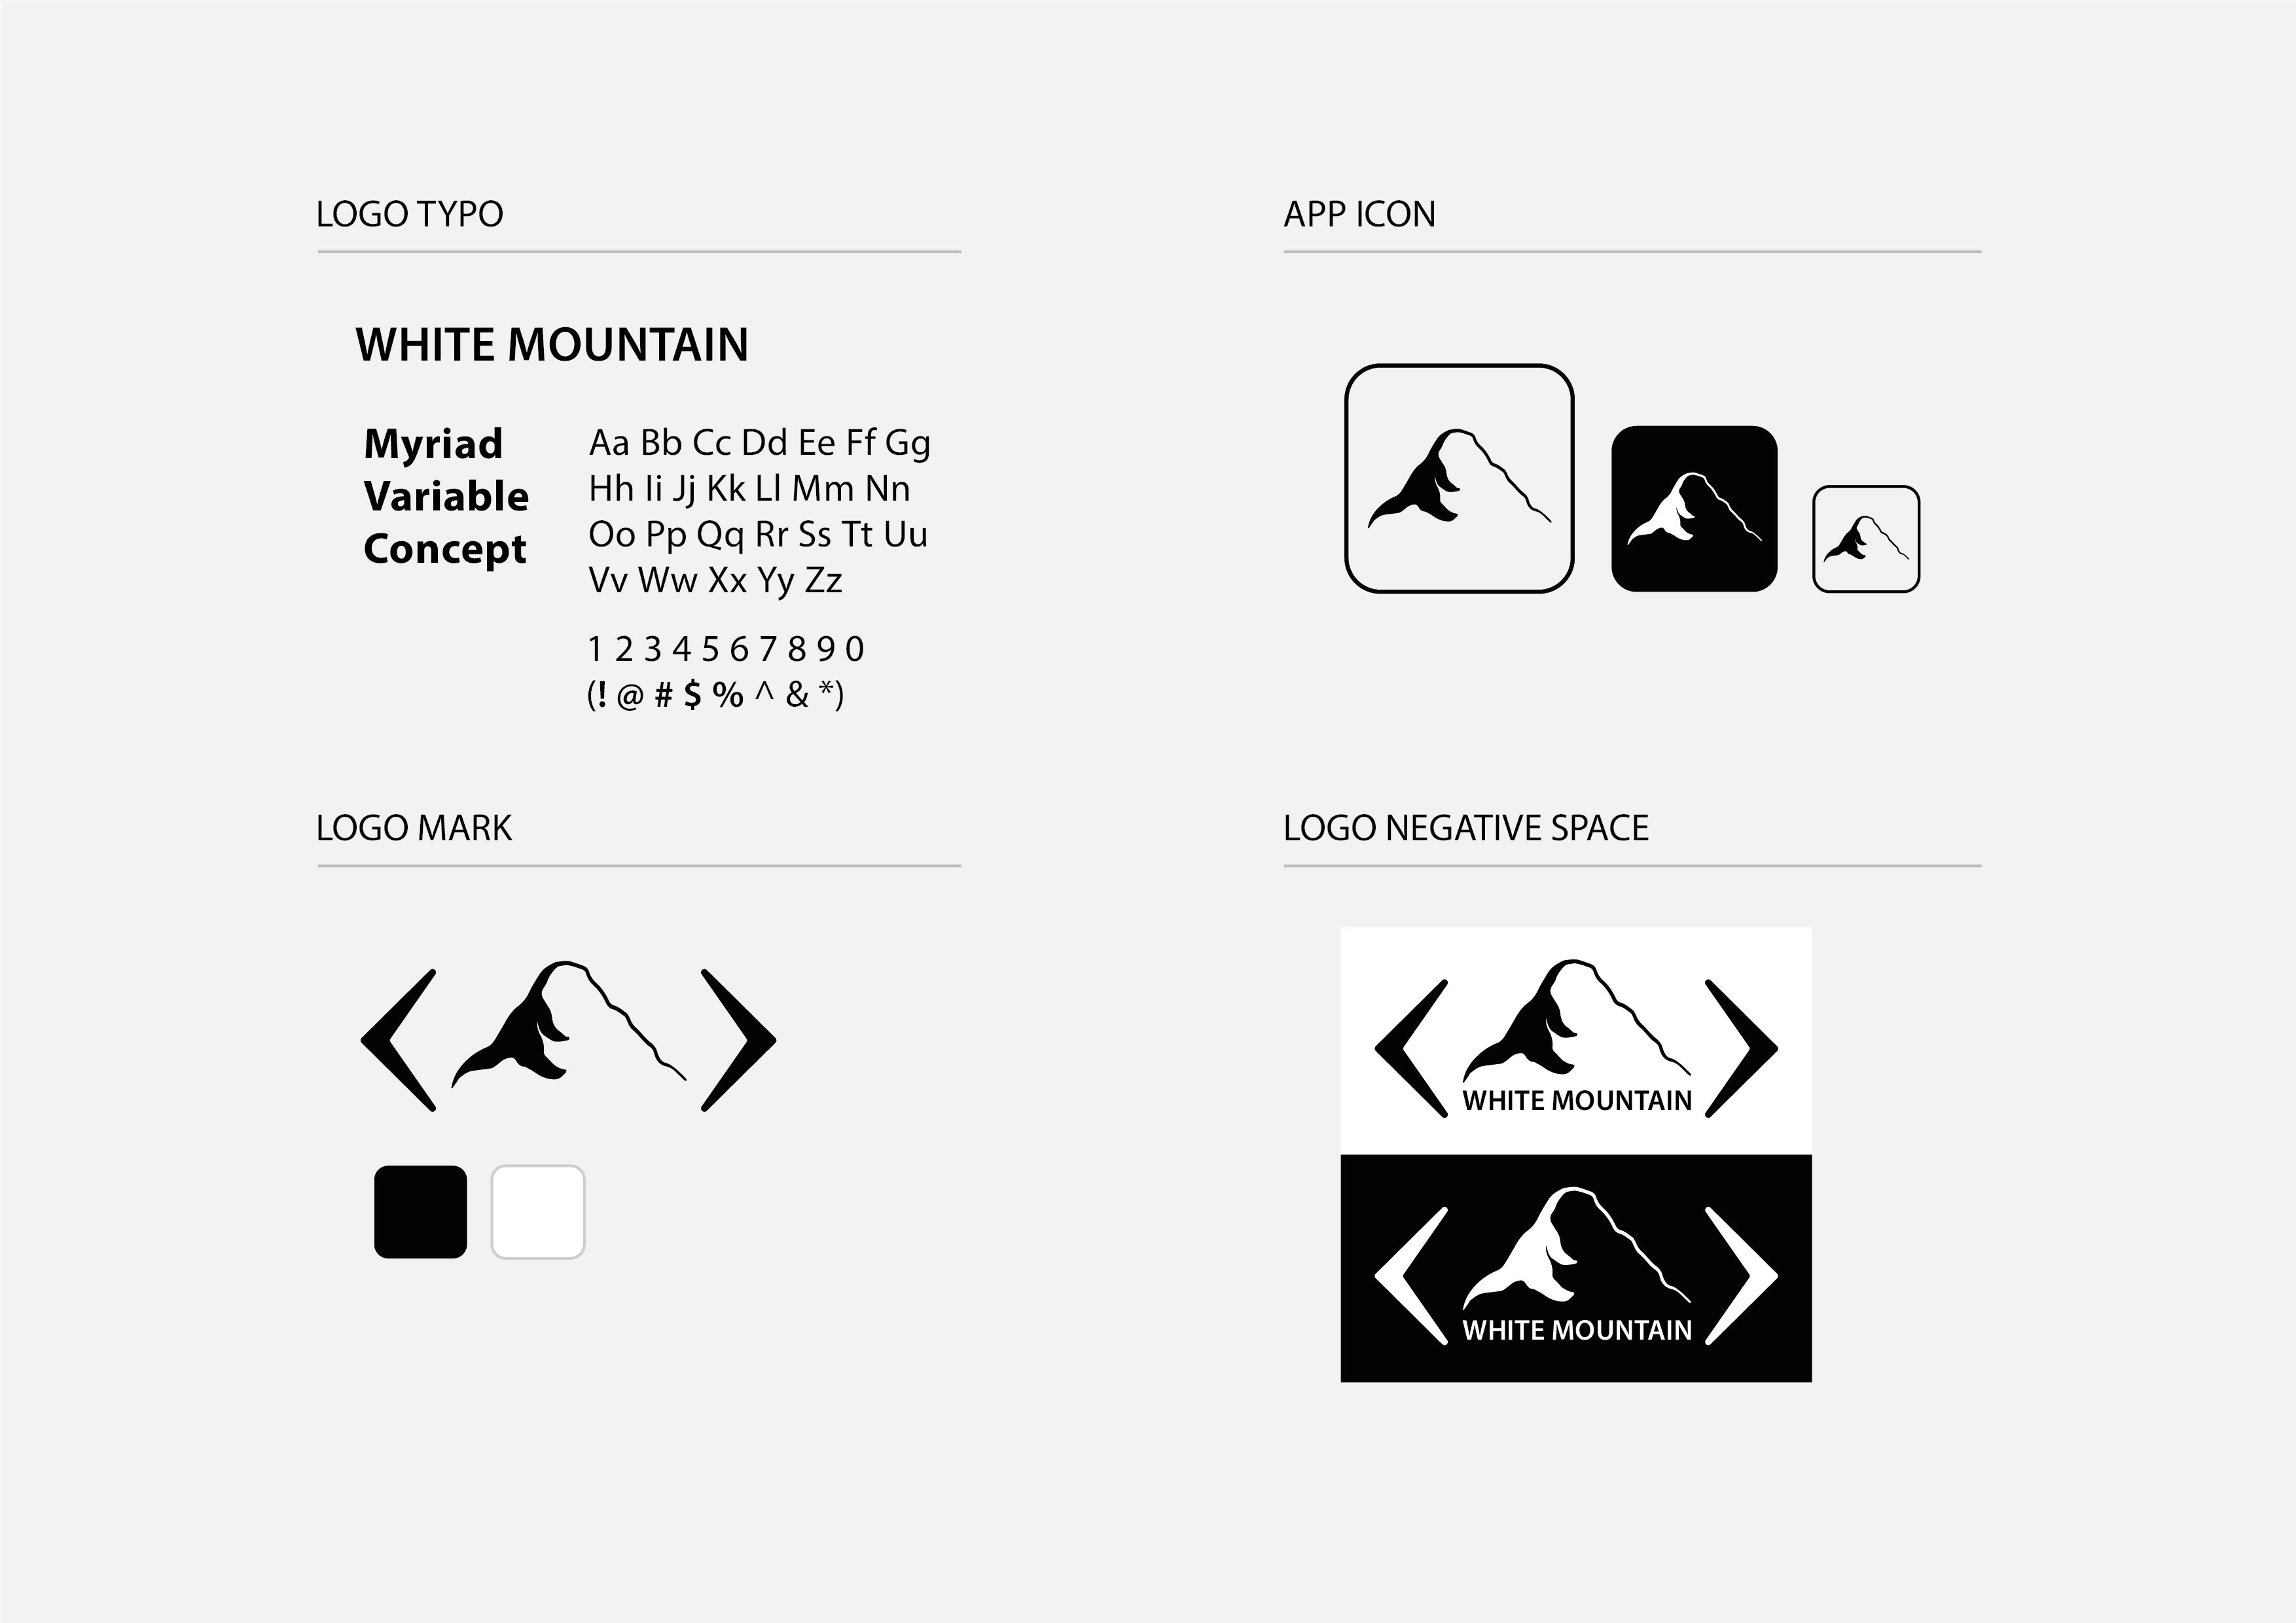 LOGO TYPO
WHITE MOUNTAIN
Myriad
Variable
Concept
Aa Bb Cc Dd Ee Ff Gg
Hh Ii Jj Kk Ll Mm Nn
Oo Pp Qq Rr Ss Tt Uu
Vv Ww Xx Yy Zz
1 2 3 4 5 6 7 8 9 0
(! @ # $ % ^ & *)
APP ICON
LOGO MARK
LOGO NEGATIVE SPACE
WHITE MOUNTAIN
WHITE MOUNTAIN